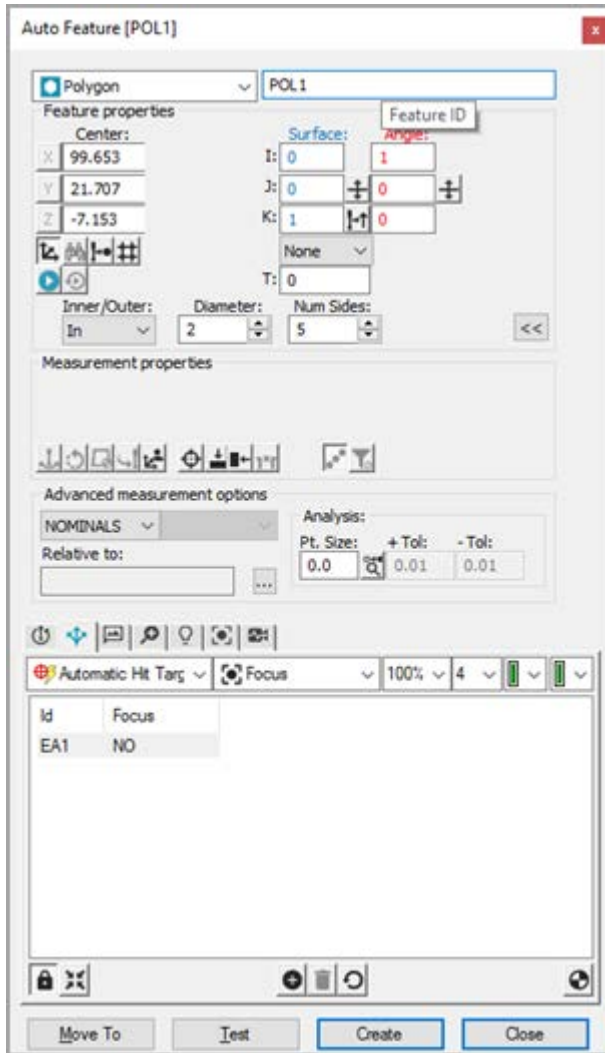 Auto Feature [POL1]
x
Polygon
POL1
Feature properties
Feature ID
Center:
Surface:
Angle:
X 99.653
I: 0
1
Y 21.707
J: 0
0
Z -7.153
K: 1
0
None
T: 0
Inner/Outer:
Diameter:
Num Sides:
In
2
5
<<
Measurement properties
Advanced measurement options
NOMINALS
Analysis:
Relative to:
Pt. Size:
+ Tol:
- Tol:
0.0
0.01
0.01
...
Automatic Hit Targ
Focus
100%
4
Id
Focus
EA1
NO
Move To
Test
Create
Close